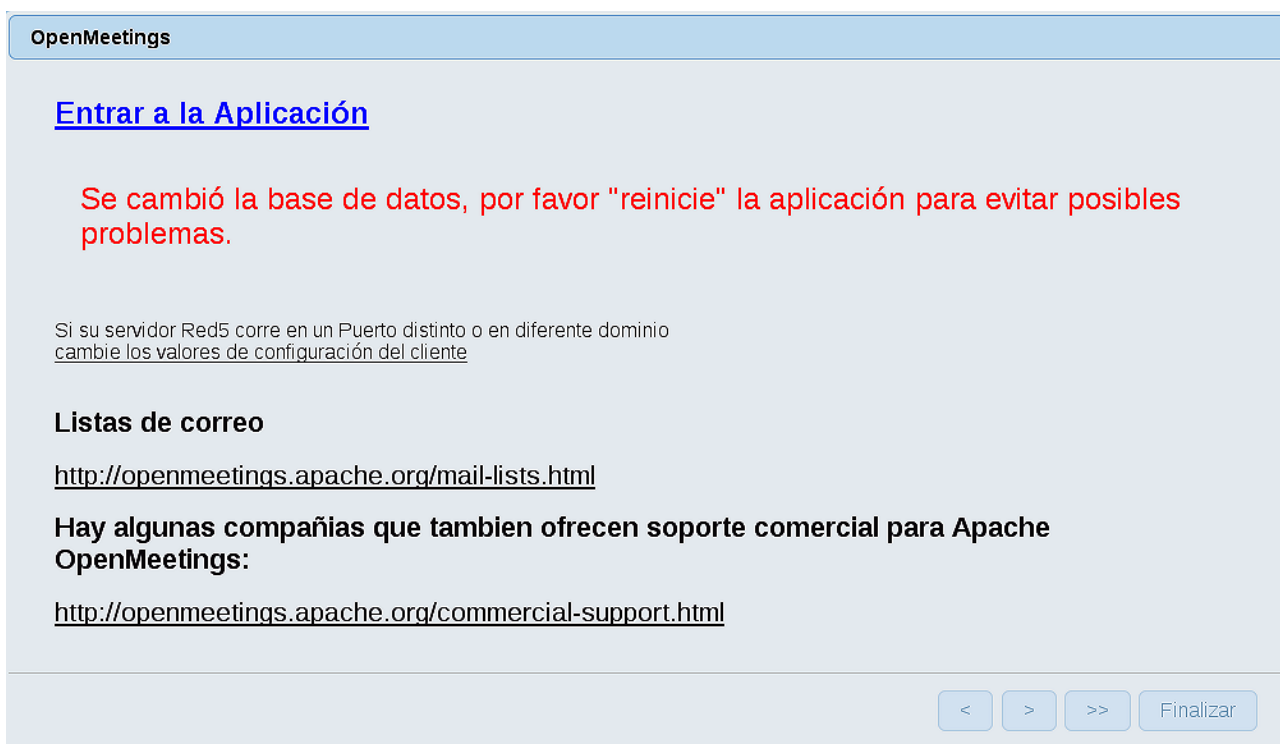 OpenMeetings
Entrar a la Aplicación
Se cambió la base de datos, por favor "reinicie" la aplicación para evitar posibles
problemas.
Si su servidor Red5 corre en un Puerto distinto o en diferente dominio
cambie los valores de configuración del cliente
Listas de correo
http://openmeetings.apache.org/mail-lists.html
Hay algunas compañias que tambien ofrecen soporte comercial para Apache
OpenMeetings:
http://openmeetings.apache.org/commercial-support.html
< > >> Finalizar